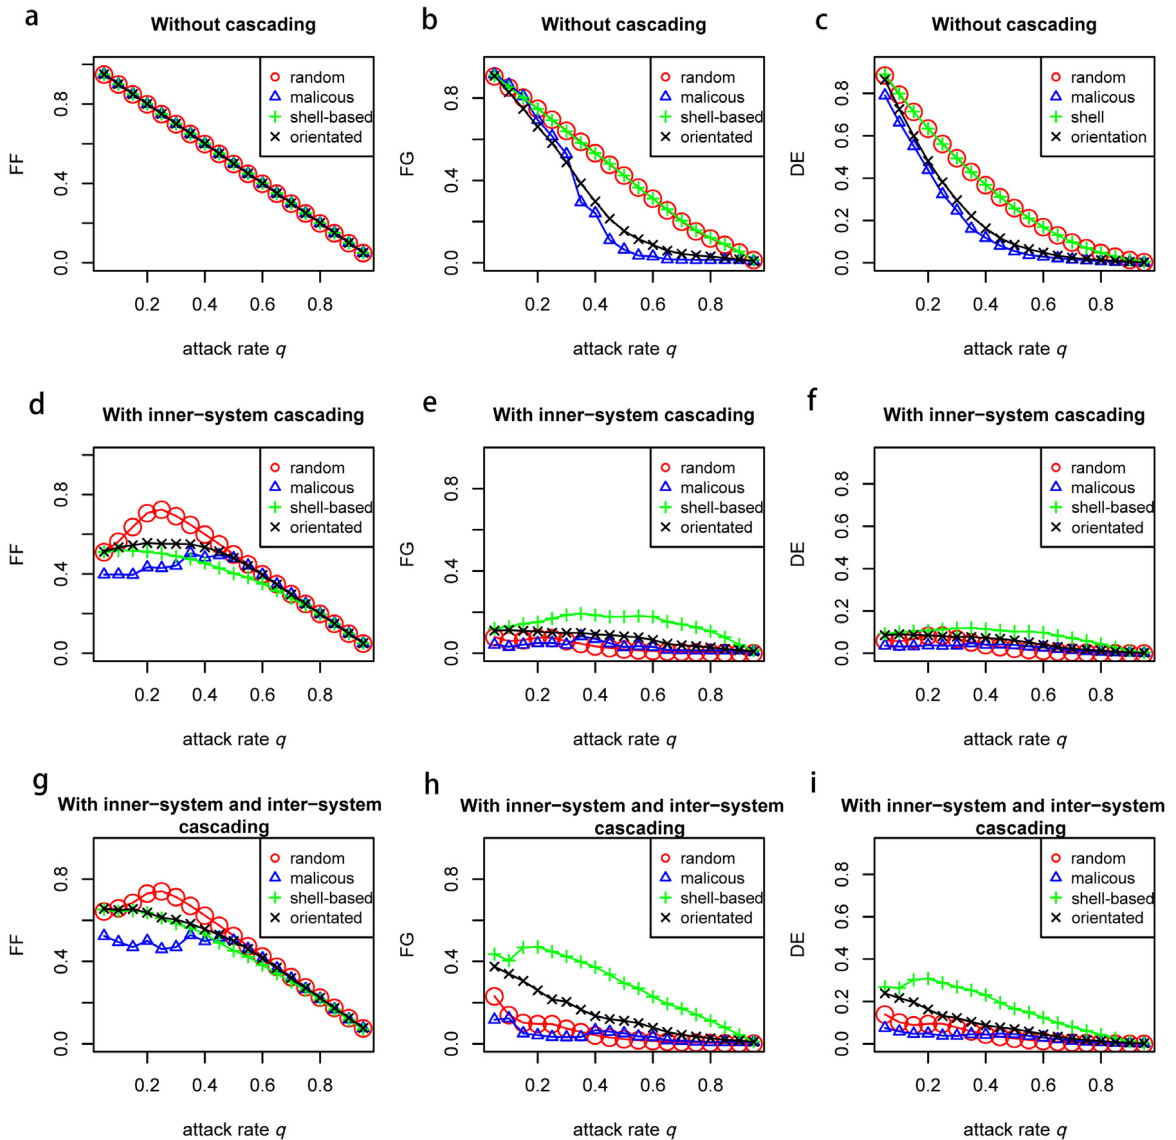 a
Without cascading
FF
0.0
0.4
0.8
random
malicous
shell-based
orientated
0.2
0.4
0.6
0.8
attack rate q
b
Without cascading
FG
0.0
0.4
0.8
random
malicous
shell-based
orientated
0.2
0.4
0.6
0.8
attack rate q
c
Without cascading
DE
0.0
0.2
0.4
0.6
0.8
random
malicous
shell
orientation
0.2
0.4
0.6
0.8
attack rate q
d
With inner−system cascading
FF
0.0
0.4
0.8
random
malicous
shell-based
orientated
0.2
0.4
0.6
0.8
attack rate q
e
With inner−system cascading
FG
0.0
0.4
0.8
random
malicous
shell-based
orientated
0.2
0.4
0.6
0.8
attack rate q
f
With inner−system cascading
DE
0.0
0.2
0.4
0.6
0.8
random
malicous
shell-based
orientated
0.2
0.4
0.6
0.8
attack rate q
g
With inner−system and inter−system
cascading
FF
0.0
0.4
0.8
random
malicous
shell-based
orientated
0.2
0.4
0.6
0.8
attack rate q
h
With inner−system and inter−system
cascading
FG
0.0
0.4
0.8
random
malicous
shell-based
orientated
0.2
0.4
0.6
0.8
attack rate q
i
With inner−system and inter−system
cascading
DE
0.0
0.2
0.4
0.6
0.8
random
malicous
shell-based
orientated
0.2
0.4
0.6
0.8
attack rate q